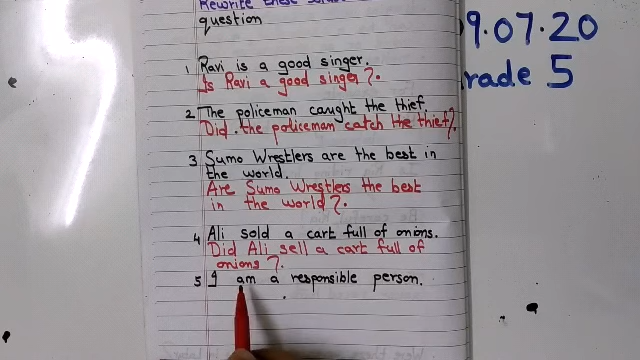 Rewrite these
question
1 Ravi is a good singer.
Is Ravi a good singer?.
2 The policeman caught the thief.
Did. the policeman catch the thief?.
3 Sumo Wrestlers are the best in
the world.
Are Sumo Wrestlers the best
in the world?.
4 Ali sold a cart full of onions.
Did Ali sell a cart full of
onions?.
5 I am a responsible person.
9.07.20
rade 5